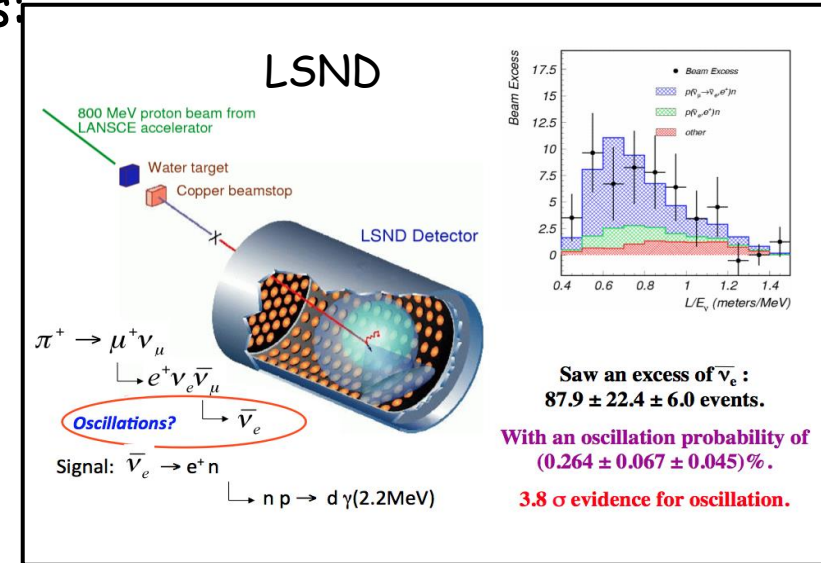 s:
LSND
800 MeV proton beam from
LANSCE accelerator
Water target
Copper beamstop
LSND Detector
π⁺ → μ⁺ν_μ
e⁺ν_e ν̄_μ
Oscillations?
ν̄_e
Signal: ν̄_e → e⁺ n
n p → d γ(2.2MeV)
Beam Excess
17.5
15
12.5
10
7.5
5
2.5
0
Beam Excess
p(ν̄_μ→ν̄_e,e⁺)n
p(ν̄_e,e⁺)n
other
0.4 0.6 0.8 1 1.2 1.4
L/E_ν (meters/MeV)
Saw an excess of ν̄_e :
87.9 ± 22.4 ± 6.0 events.
With an oscillation probability of
(0.264 ± 0.067 ± 0.045)%.
3.8 σ evidence for oscillation.